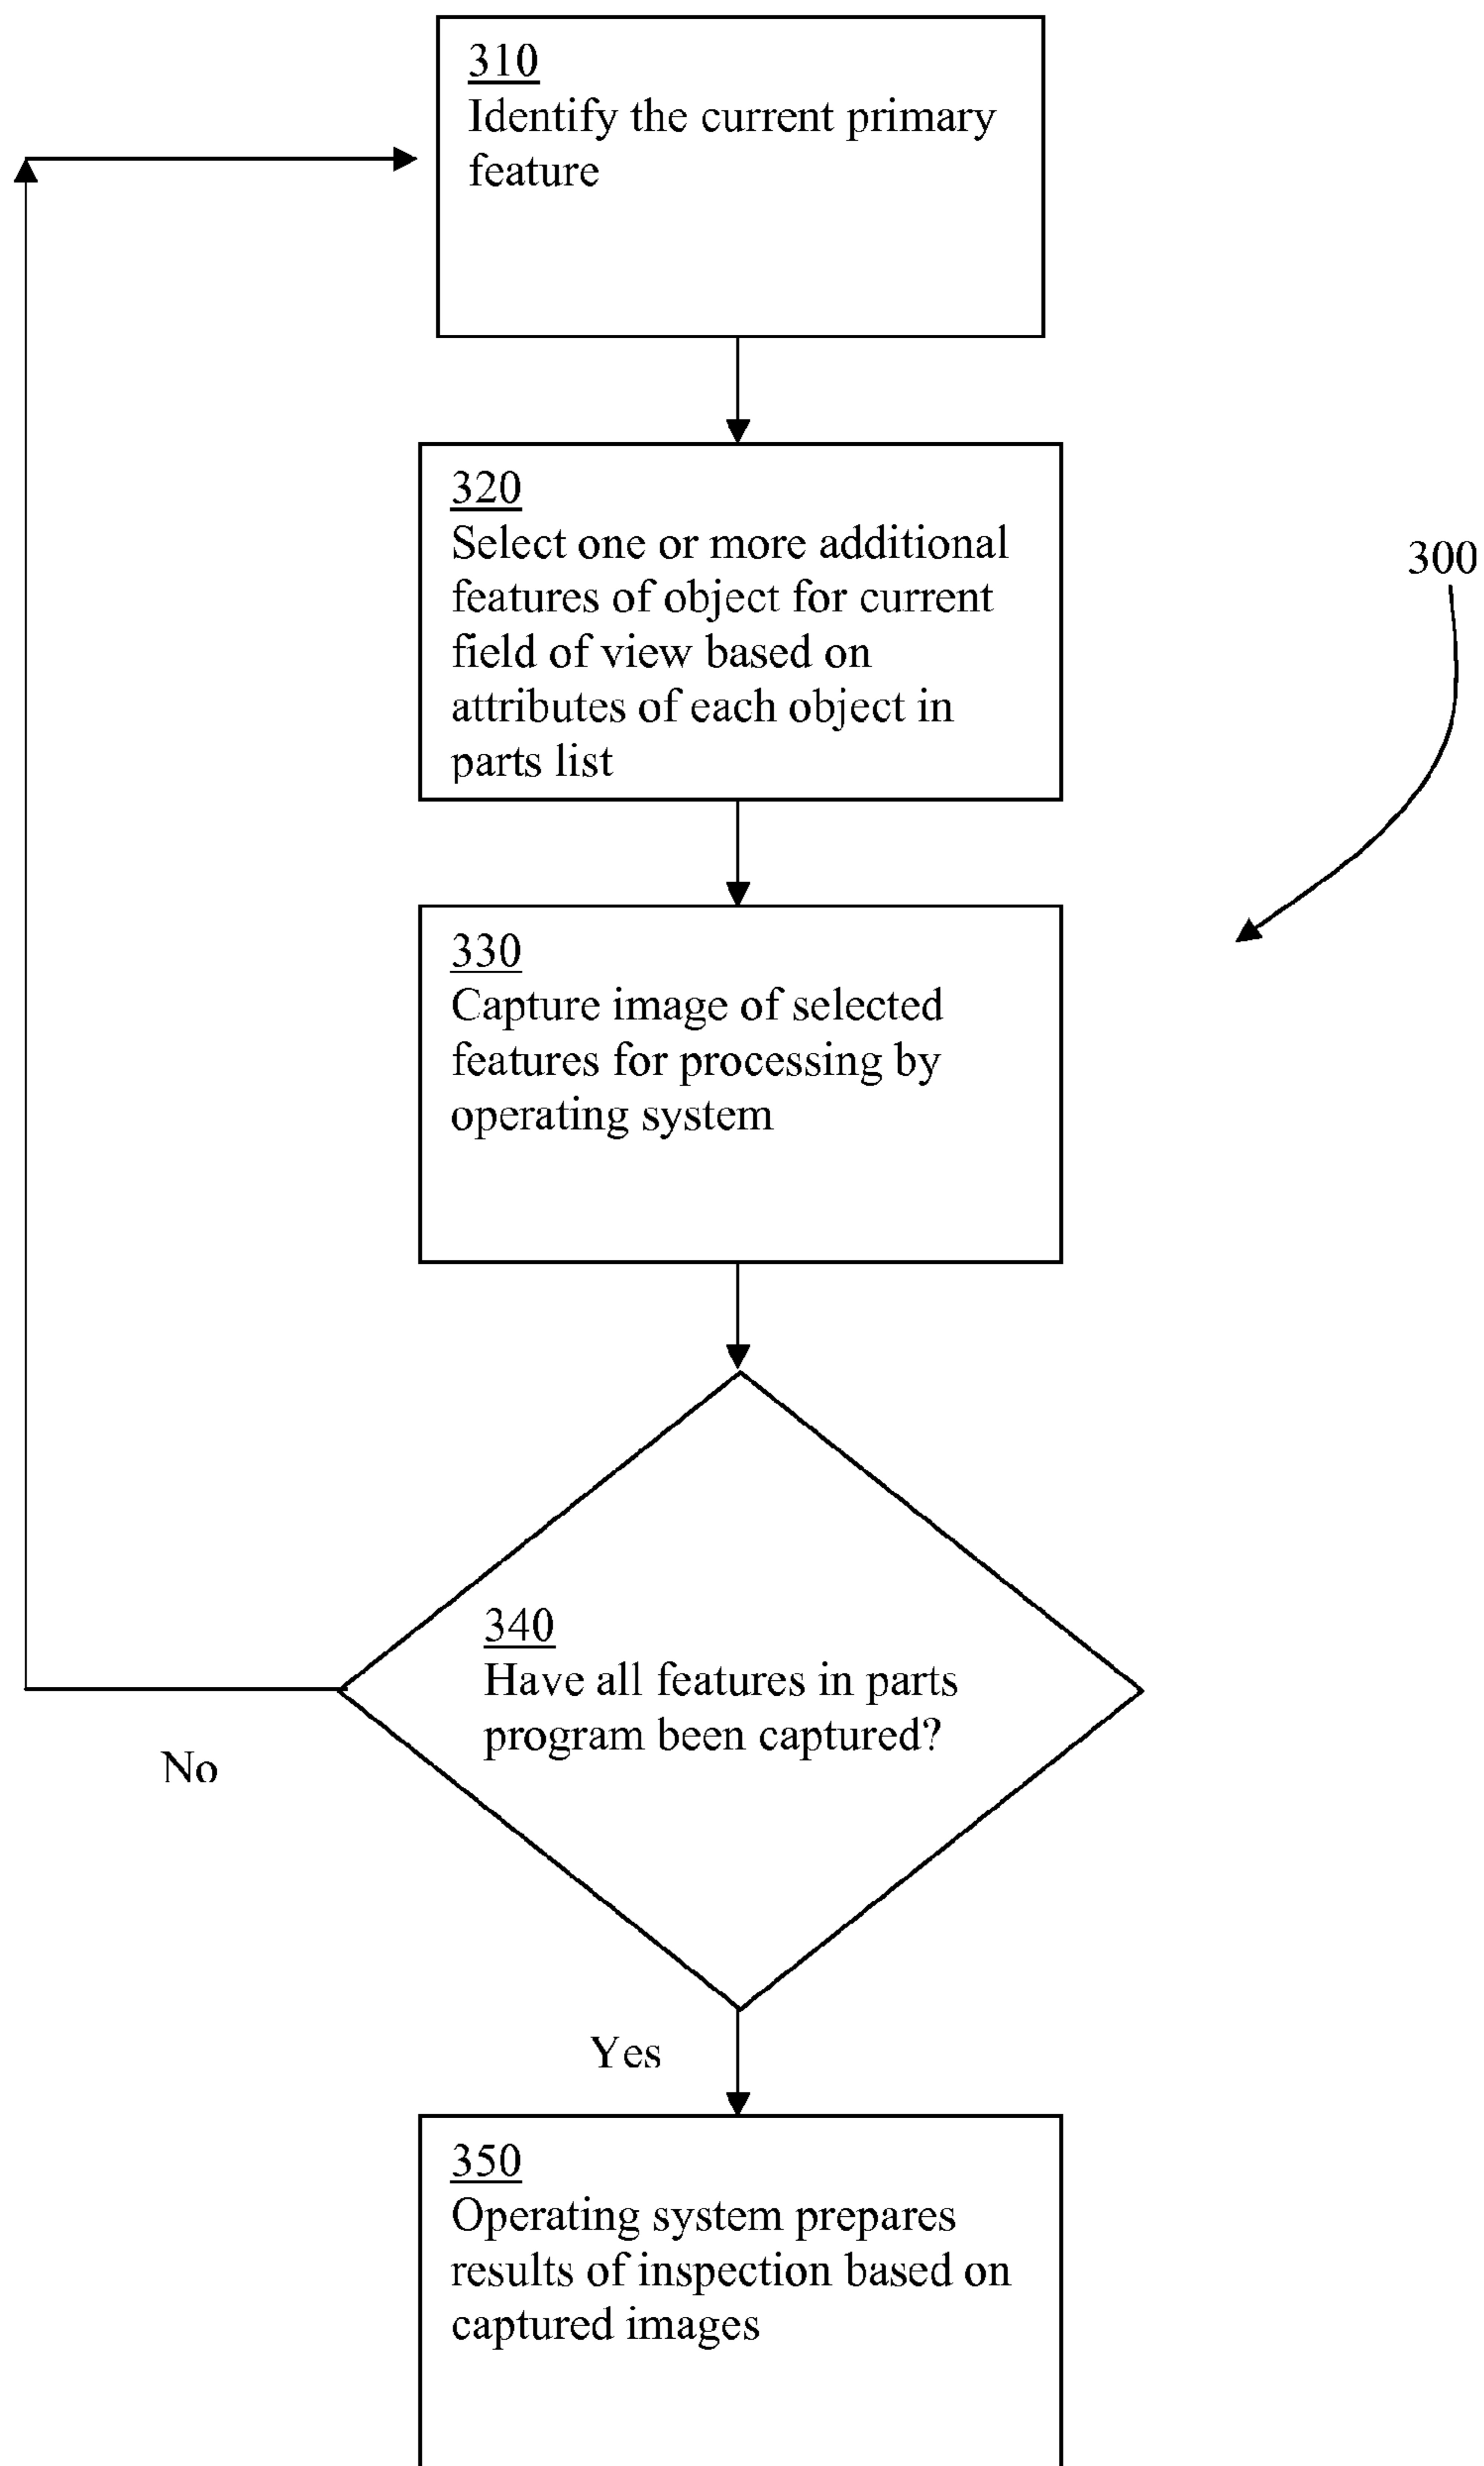 310
Identify the current primary
feature
320
Select one or more additional
features of object for current
field of view based on
attributes of each object in
parts list
300
330
Capture image of selected
features for processing by
operating system
340
Have all features in parts
program been captured?
No
Yes
350
Operating system prepares
results of inspection based on
captured images